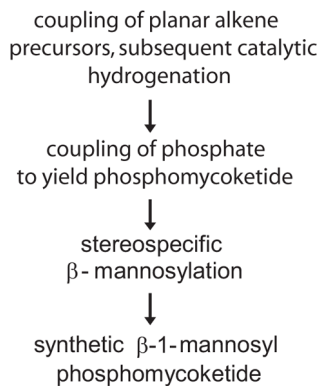 coupling of planar alkene
precursors, subsequent catalytic
hydrogenation
coupling of phosphate
to yield phosphomycoketide
stereospecific
β- mannosylation
synthetic β-1-mannosyl
phosphomycoketide